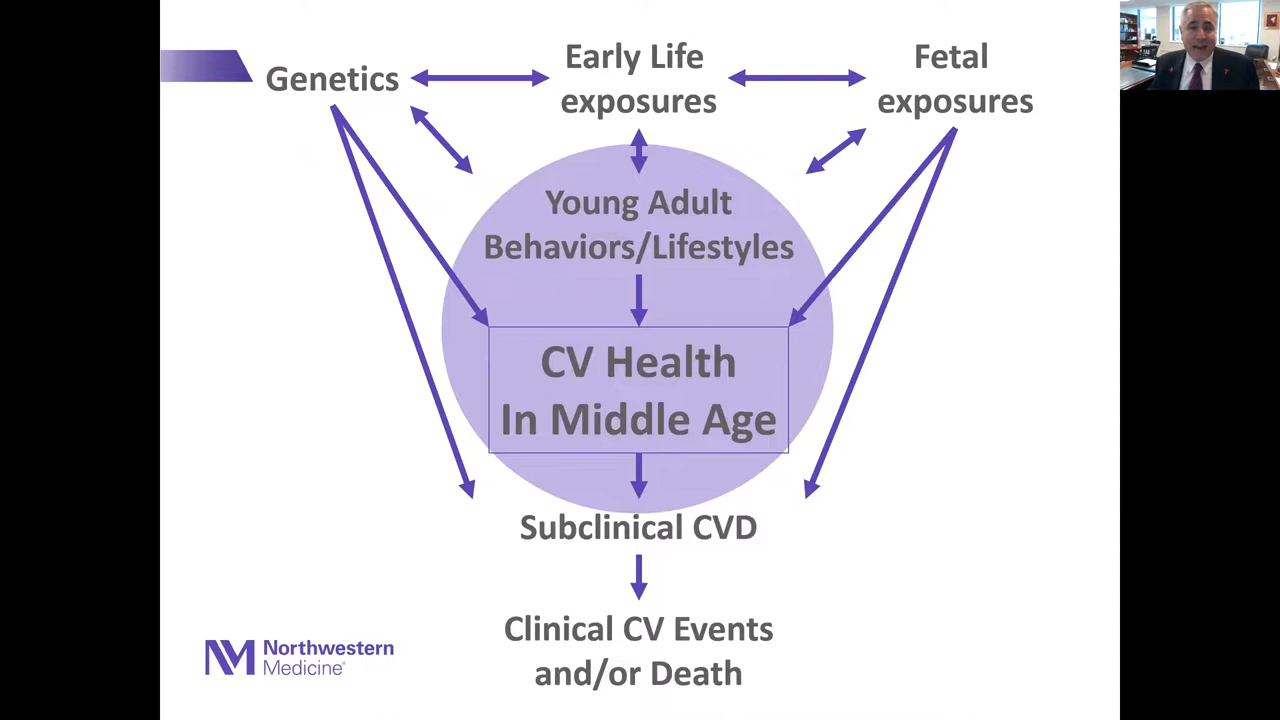 Genetics
Early Life
exposures
Fetal
exposures
Young Adult
Behaviors/Lifestyles
CV Health
In Middle Age
Subclinical CVD
Clinical CV Events
and/or Death
NM Northwestern
Medicine®